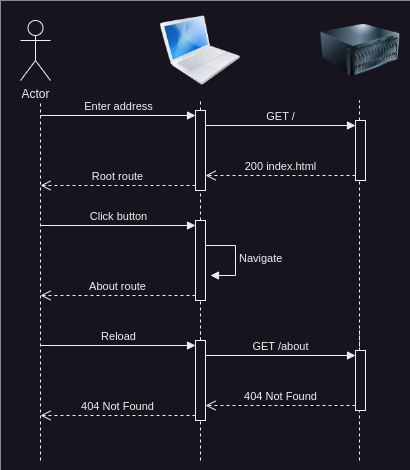 Actor
Enter address
GET /
200 index.html
Root route
Click button
Navigate
About route
Reload
GET /about
404 Not Found
404 Not Found